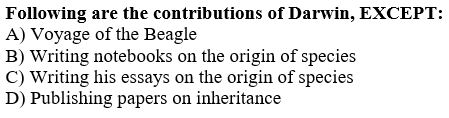 Following are the contributions of Darwin, EXCEPT:
A) Voyage of the Beagle
B) Writing notebooks on the origin of species
C) Writing his essays on the origin of species
D) Publishing papers on inheritance